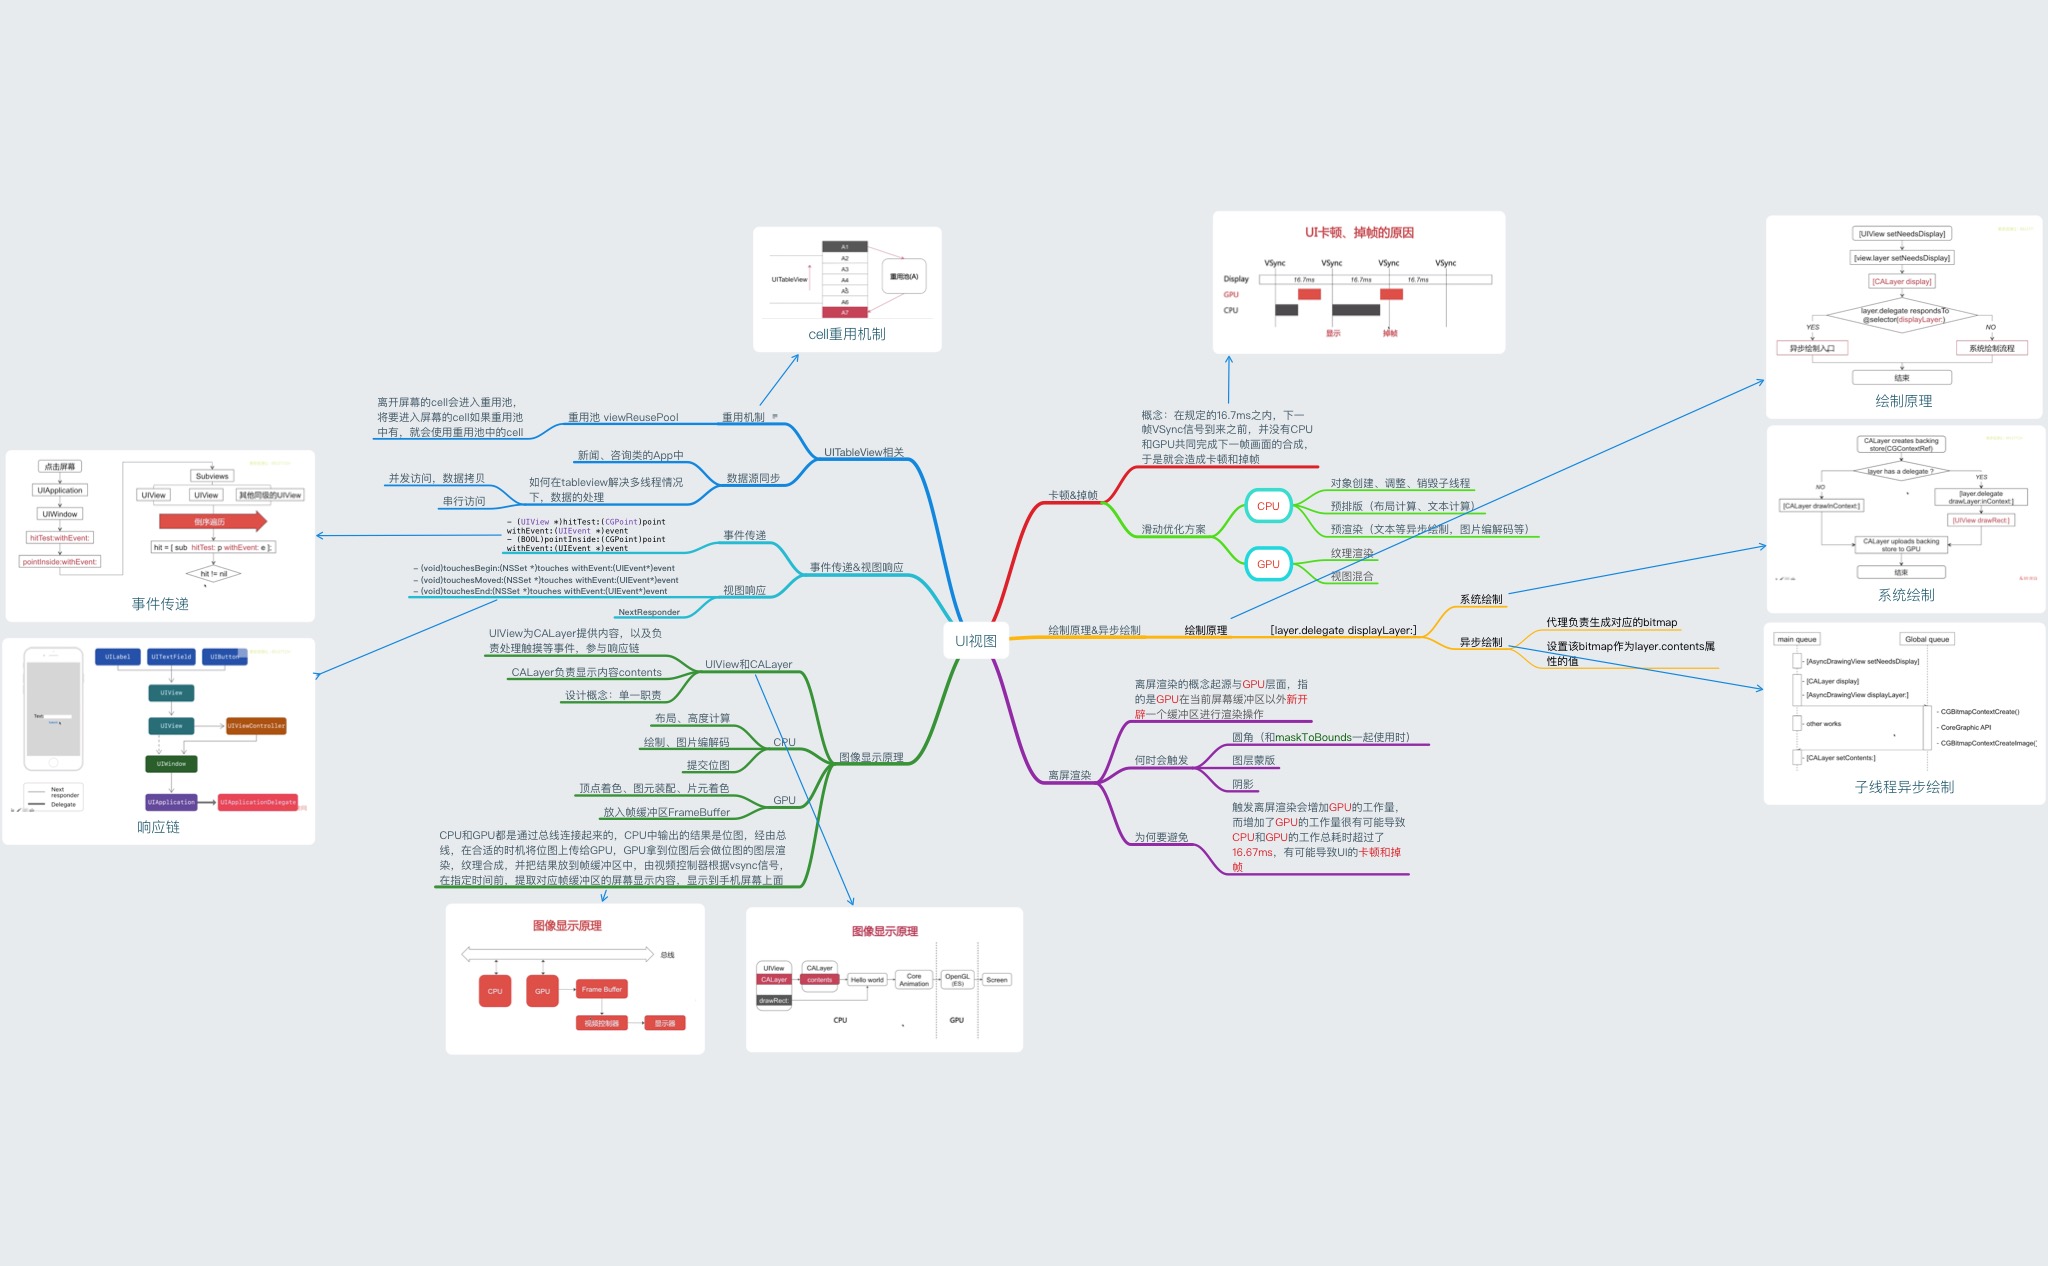 UI视图
A1
A2
A3
A4
A5
A6
A7
UITableView
重用池(A)
cell重用机制
离开屏幕的cell会进入重用池,
将要进入屏幕的cell如果重用池
中有，就会使用重用池中的cell
重用池 viewReusePool
重用机制
UITableView相关
新闻、咨询类的App中
并发访问，数据拷贝
串行访问
如何在tableview解决多线程情况
下，数据的处理
数据源同步
- (UIView *)hitTest:(CGPoint)point
withEvent:(UIEvent *)event
- (BOOL)pointInside:(CGPoint)point
withEvent:(UIEvent *)event
事件传递
事件传递&视图响应
- (void)touchesBegin:(NSSet *)touches withEvent:(UIEvent*)event
- (void)touchesMoved:(NSSet *)touches withEvent:(UIEvent*)event
- (void)touchesEnd:(NSSet *)touches withEvent:(UIEvent*)event
视图响应
NextResponder
点击屏幕
UIApplication
UIWindow
hitTest:withEvent:
pointInside:withEvent:
Subviews
UIView
UIView
其他同级的UIView
倒序遍历
hit = [ sub hitTest: p withEvent: e ];
hit != nil
事件传递
UILabel
UITextField
UIButton
UIView
UIView
UIViewController
UIWindow
UIApplication
UIApplicationDelegate
Next
responder
Delegate
响应链
UIView为CALayer提供内容，以及负
责处理触摸等事件，参与响应链
CALayer负责显示内容contents
设计概念：单一职责
UIView和CALayer
布局、高度计算
绘制、图片编解码
提交位图
CPU
顶点着色、图元装配、片元着色
放入帧缓冲区FrameBuffer
GPU
图像显示原理
CPU和GPU都是通过总线连接起来的，CPU中输出的结果是位图，经由总
线，在合适的时机将位图上传给GPU，GPU拿到位图后会做位图的图层渲
染，纹理合成，并把结果放到帧缓冲区中，由视频控制器根据vsync信号，
在指定时间前，提取对应帧缓冲区的屏幕显示内容，显示到手机屏幕上面
图像显示原理
总线
CPU
GPU
Frame Buffer
视频控制器
显示器
图像显示原理
UIView
CALayer
drawRect:
CALayer
contents
Hello world
Core
Animation
OpenGL
(ES)
Screen
CPU
GPU
UI卡顿、掉帧的原因
VSync
VSync
VSync
VSync
Display
16.7ms
16.7ms
16.7ms
GPU
CPU
显示
掉帧
概念：在规定的16.7ms之内，下一
帧VSync信号到来之前，并没有CPU
和GPU共同完成下一帧画面的合成,
于是就会造成卡顿和掉帧
卡顿&掉帧
滑动优化方案
CPU
对象创建、调整、销毁子线程
预排版（布局计算、文本计算）
预渲染（文本等异步绘制，图片编解码等）
GPU
纹理渲染
视图混合
绘制原理&异步绘制
绘制原理
[layer.delegate displayLayer:]
系统绘制
异步绘制
代理负责生成对应的bitmap
设置该bitmap作为layer.contents属
性的值
离屏渲染
离屏渲染的概念起源与GPU层面，指
的是GPU在当前屏幕缓冲区以外新开
辟一个缓冲区进行渲染操作
何时会触发
圆角（和maskToBounds一起使用时）
图层蒙版
阴影
为何要避免
触发离屏渲染会增加GPU的工作量,
而增加了GPU的工作量很有可能导致
CPU和GPU的工作总耗时超过了
16.67ms，有可能导致UI的卡顿和掉
帧
[UIView setNeedsDisplay]
[view.layer setNeedsDisplay]
[CALayer display]
layer.delegate respondsTo
@selector(displayLayer:)
YES
NO
异步绘制入口
系统绘制流程
结束
绘制原理
CALayer creates backing
store(CGContextRef)
layer has a delegate ?
NO
YES
[CALayer drawInContext:]
[layer.delegate
drawLayer:inContext:]
[UIView drawRect:]
CALayer uploads backing
store to GPU
结束
系统绘制
main queue
Global queue
- [AsyncDrawingView setNeedsDisplay]
- [CALayer display]
- [AsyncDrawingView displayLayer:]
- other works
- [CALayer setContents:]
- CGBitmapContextCreate()
- CoreGraphic API
- CGBitmapContextCreateImage()
子线程异步绘制